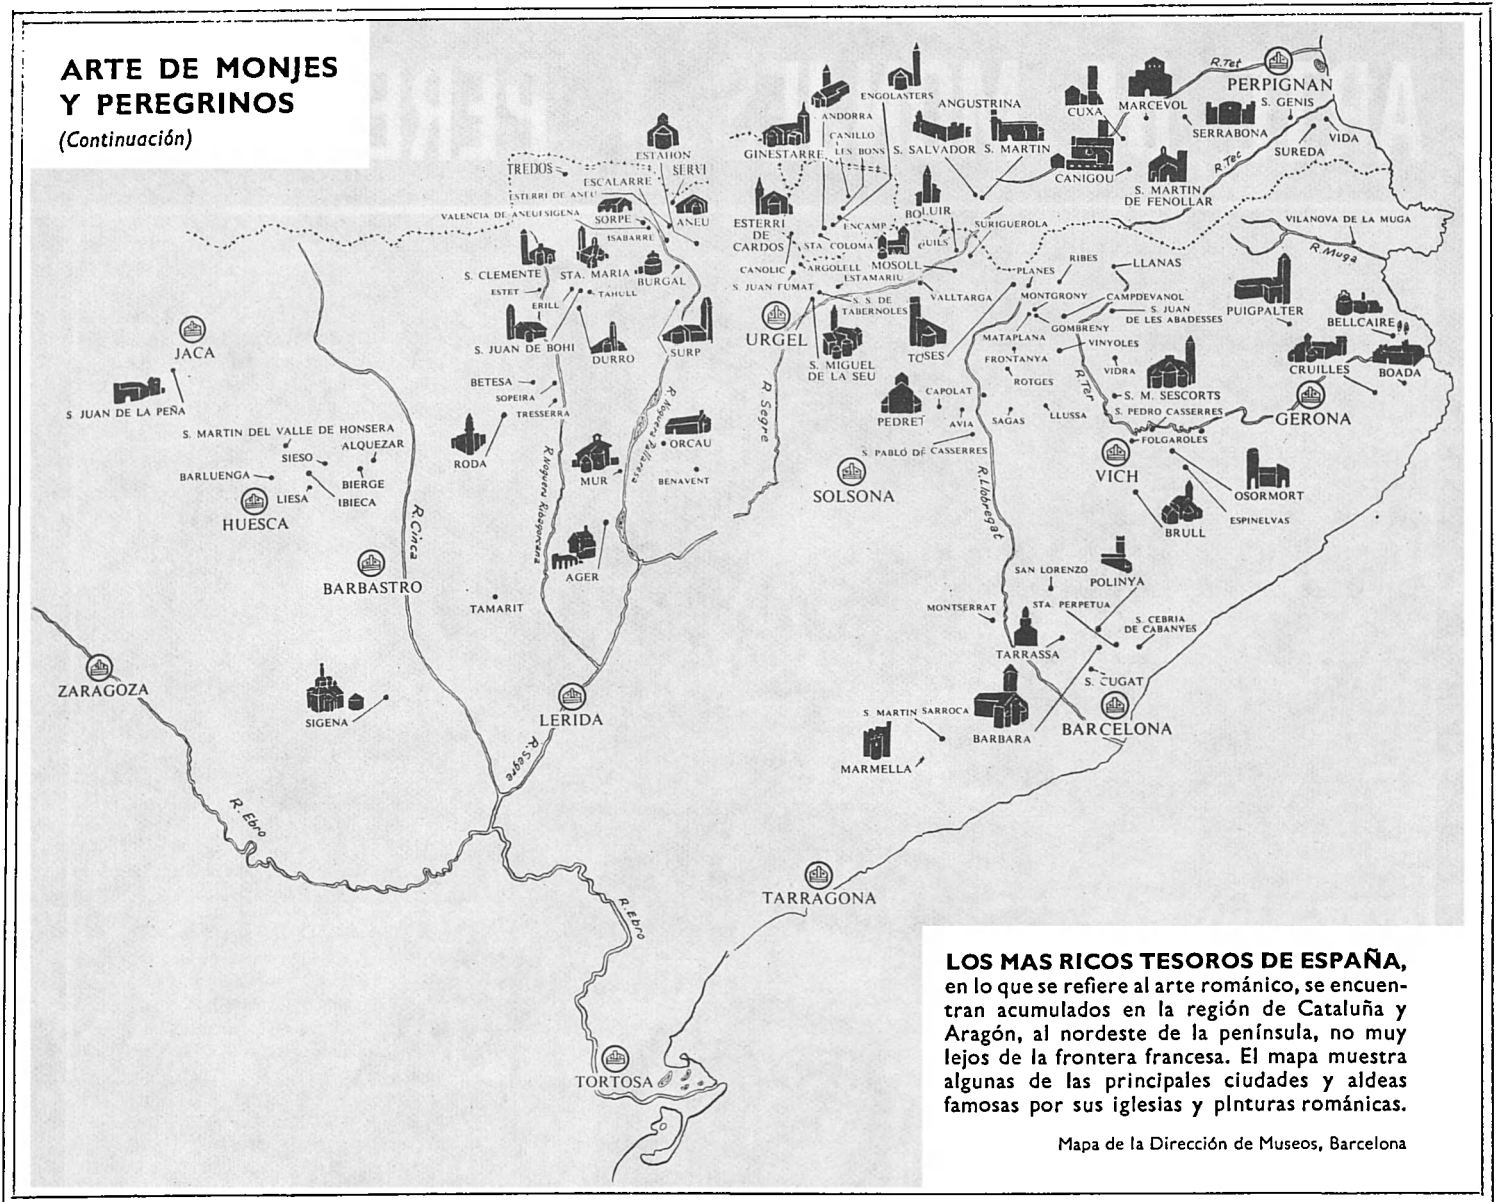 ARTE DE MONJES
Y PEREGRINOS
(Continuación)
R. Tet
PERPIGNAN
ENGOLASTERS
ANDORRA
ANGUSTRINA
CUXA
MARCEVOL
S. GENIS
SERRABONA
VIDA
SUREDA
R. Tec
ESTAHON
GINESTARRE
CANILLO
LES BONS
S. SALVADOR
S. MARTIN
CANIGOU
S. MARTIN
DE FENOLLAR
TREDOS
ESCALARRE
SERVI
ESTERRI DE ANEU
VALENCIA DE ANEU
ISIGENA
SORPE
ANEU
ISABARRE
ESTERRI
DE
CARDOS
ENCAMP
STA. COLOMA
BOLUIR
GUILS
SURIGUEROLA
VILANOVA DE LA MUGA
R. Muga
S. CLEMENTE
STA. MARIA
BURGAL
CANOLIC
ARGOLELL
MOSOLL
ESTAMARIU
PLANES
RIBES
LLANAS
ESTET
ERILL
TAHULL
S. JUAN FUMAT
S. S. DE
TABERNOLES
VALLTARGA
MONTGRONY
CAMPDEVANOL
S. JUAN
DE LES ABADESSES
PUIGPALTER
BELLCAIRE
JACA
S. JUAN DE BOHI
DURRO
SURP
URGEL
S. MIGUEL
DE LA SEU
TOSES
MATAPLANA
GOMBRENY
VINYOLES
FRONTANYA
CRUILLES
BOADA
S. JUAN DE LA PEÑA
BETESA
SOPEIRA
TRESSERRA
R. Noguera Pallaresa
R. Segre
PEDRET
CAPOLAT
AVIA
ROTGES
SAGAS
LLUSSA
R. Ter
VIDRA
S. M. SESCORTS
S. PEDRO CASSERRES
GERONA
S. MARTIN DEL VALLE DE HONSERA
ALQUEZAR
SIESO
BARLUENGA
BIERGE
LIESA
IBIECA
HUESCA
RODA
R. Noguera Ribagorzana
ORCAU
MUR
BENAVENT
S. PABLO DE CASSERRES
SOLSONA
FOLGAROLES
VICH
OSORMORT
ESPINELVAS
BRULL
R. Cinca
R. Llobregat
BARBASTRO
AGER
TAMARIT
SAN LORENZO
POLINYA
MONTSERRAT
STA. PERPETUA
S. CEBRIA
DE CABANYES
TARRASSA
S. CUGAT
ZARAGOZA
SIGENA
LERIDA
S. MARTIN SARROCA
BARBARA
BARCELONA
MARMELLA
R. Segre
R. Ebro
TARRAGONA
R. Ebro
TORTOSA
LOS MAS RICOS TESOROS DE ESPAÑA,
en lo que se refiere al arte románico, se encuen-
tran acumulados en la región de Cataluña y
Aragón, al nordeste de la península, no muy
lejos de la frontera francesa. El mapa muestra
algunas de las principales ciudades y aldeas
famosas por sus iglesias y pinturas románicas.
Mapa de la Dirección de Museos, Barcelona